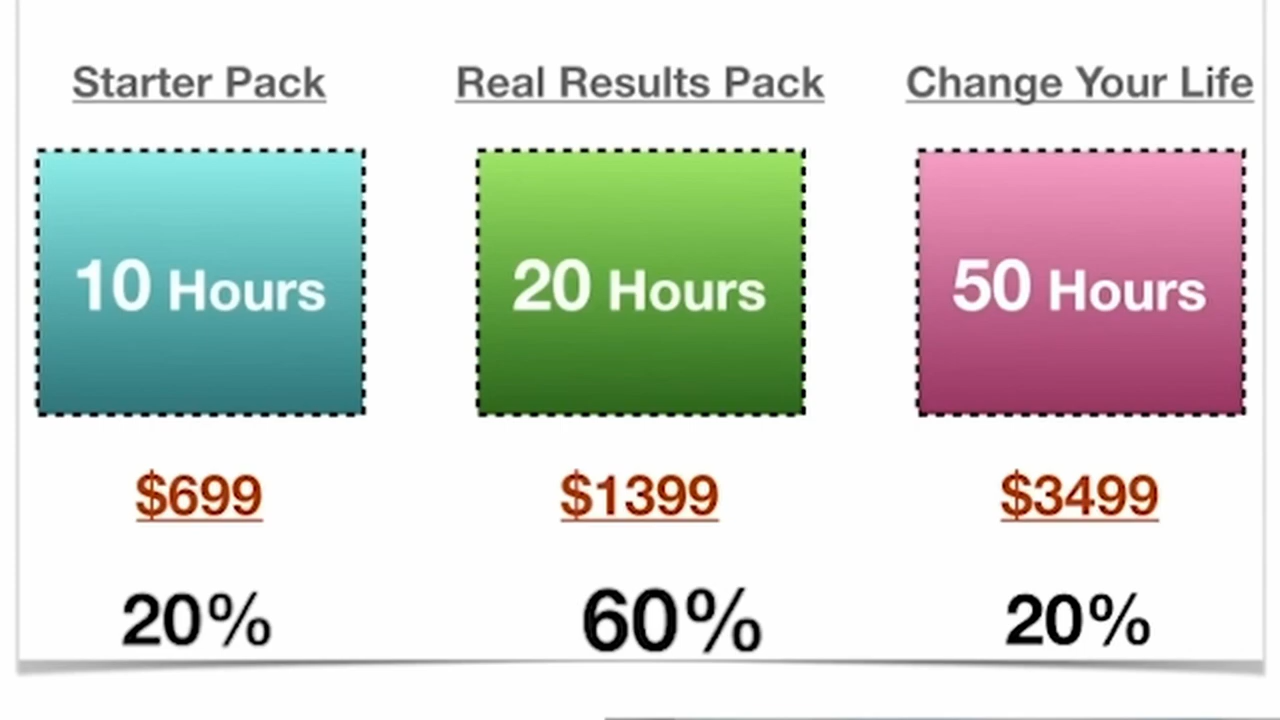 Starter Pack
Real Results Pack
Change Your Life
10 Hours
20 Hours
50 Hours
$699
$1399
$3499
20%
60%
20%